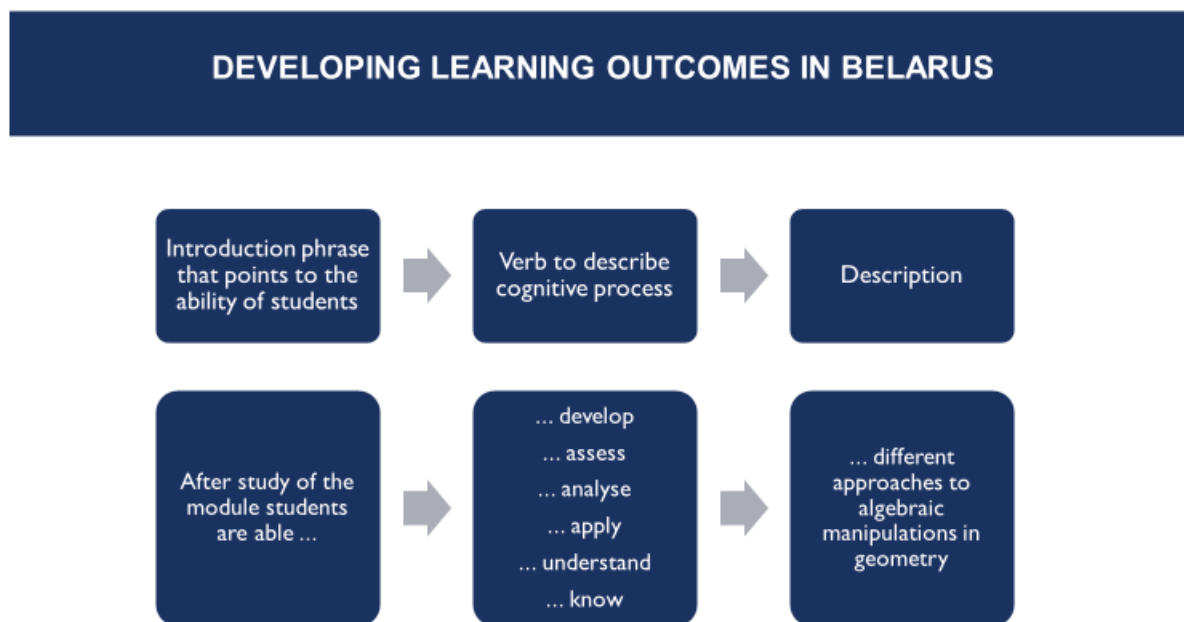 DEVELOPING LEARNING OUTCOMES IN BELARUS
Introduction phrase
that points to the
ability of students
Verb to describe
cognitive process
Description
After study of the
module students
are able ...
... develop
... assess
... analyse
... apply
... understand
... know
... different
approaches to
algebraic
manipulations in
geometry